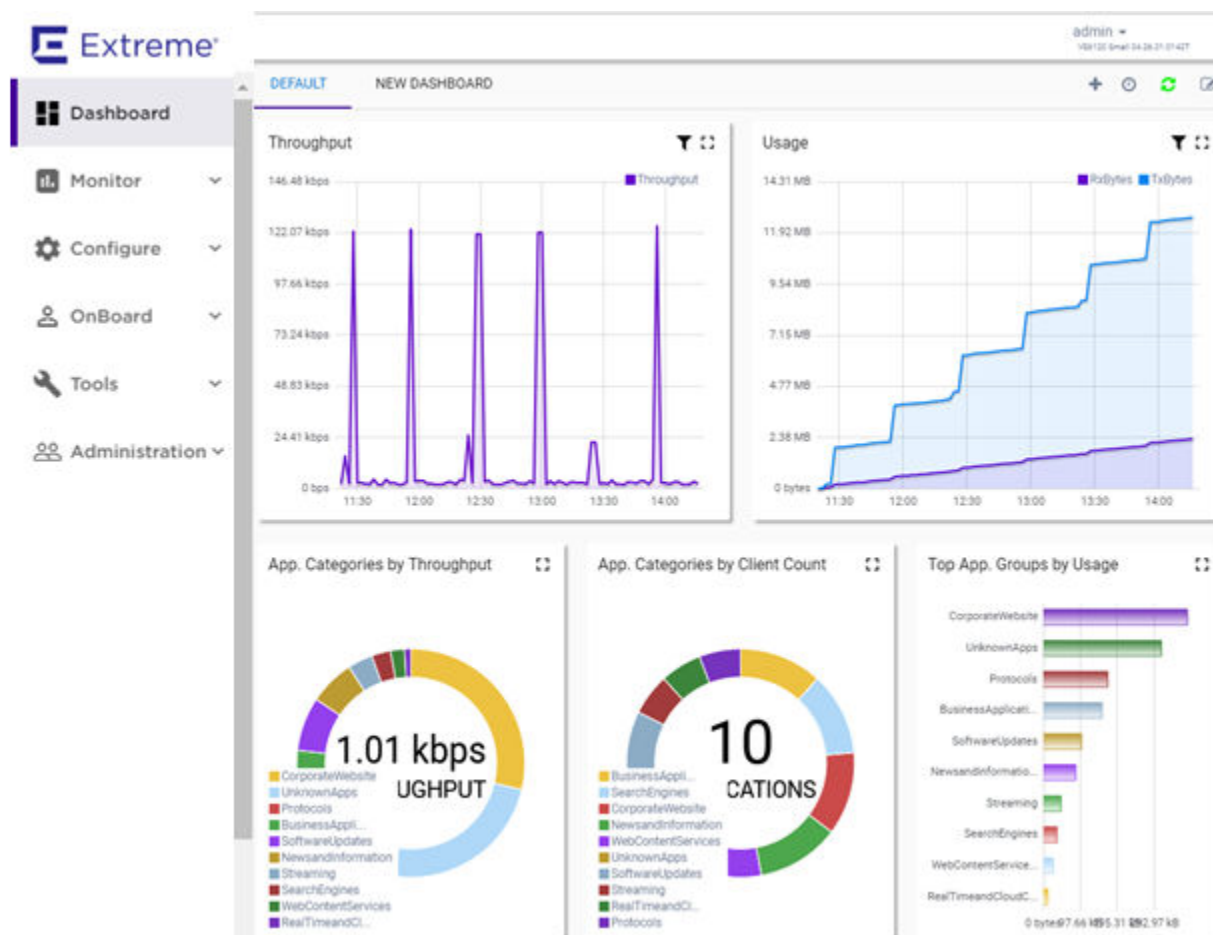 Extreme
admin
DEFAULT NEW DASHBOARD
Dashboard
Monitor
Configure
OnBoard
Tools
Administration
Throughput
Throughput
146.48 kbps
122.07 kbps
97.66 kbps
73.24 kbps
48.83 kbps
24.41 kbps
0 bps
11:30 12:00 12:30 13:00 13:30 14:00
Usage
RxBytes TxBytes
14.31 MB
11.92 MB
9.54 MB
7.15 MB
4.77 MB
2.38 MB
0 bytes
11:30 12:00 12:30 13:00 13:30 14:00
App. Categories by Throughput
1.01 kbps
UGHPUT
CorporateWebsite
UnknownApps
Protocols
BusinessAppli...
SoftwareUpdates
NewsandInformation
Streaming
SearchEngines
WebContentServices
RealTimeandCl...
App. Categories by Client Count
10
CATIONS
BusinessAppli...
SearchEngines
CorporateWebsite
NewsandInformation
WebContentServices
UnknownApps
SoftwareUpdates
Streaming
RealTimeandCl...
Protocols
Top App. Groups by Usage
CorporateWebsite
UnknownApps
Protocols
BusinessApplicati...
SoftwareUpdates
NewsandInformatio...
Streaming
SearchEngines
WebContentService...
RealTimeandCloudC...
0 bytes